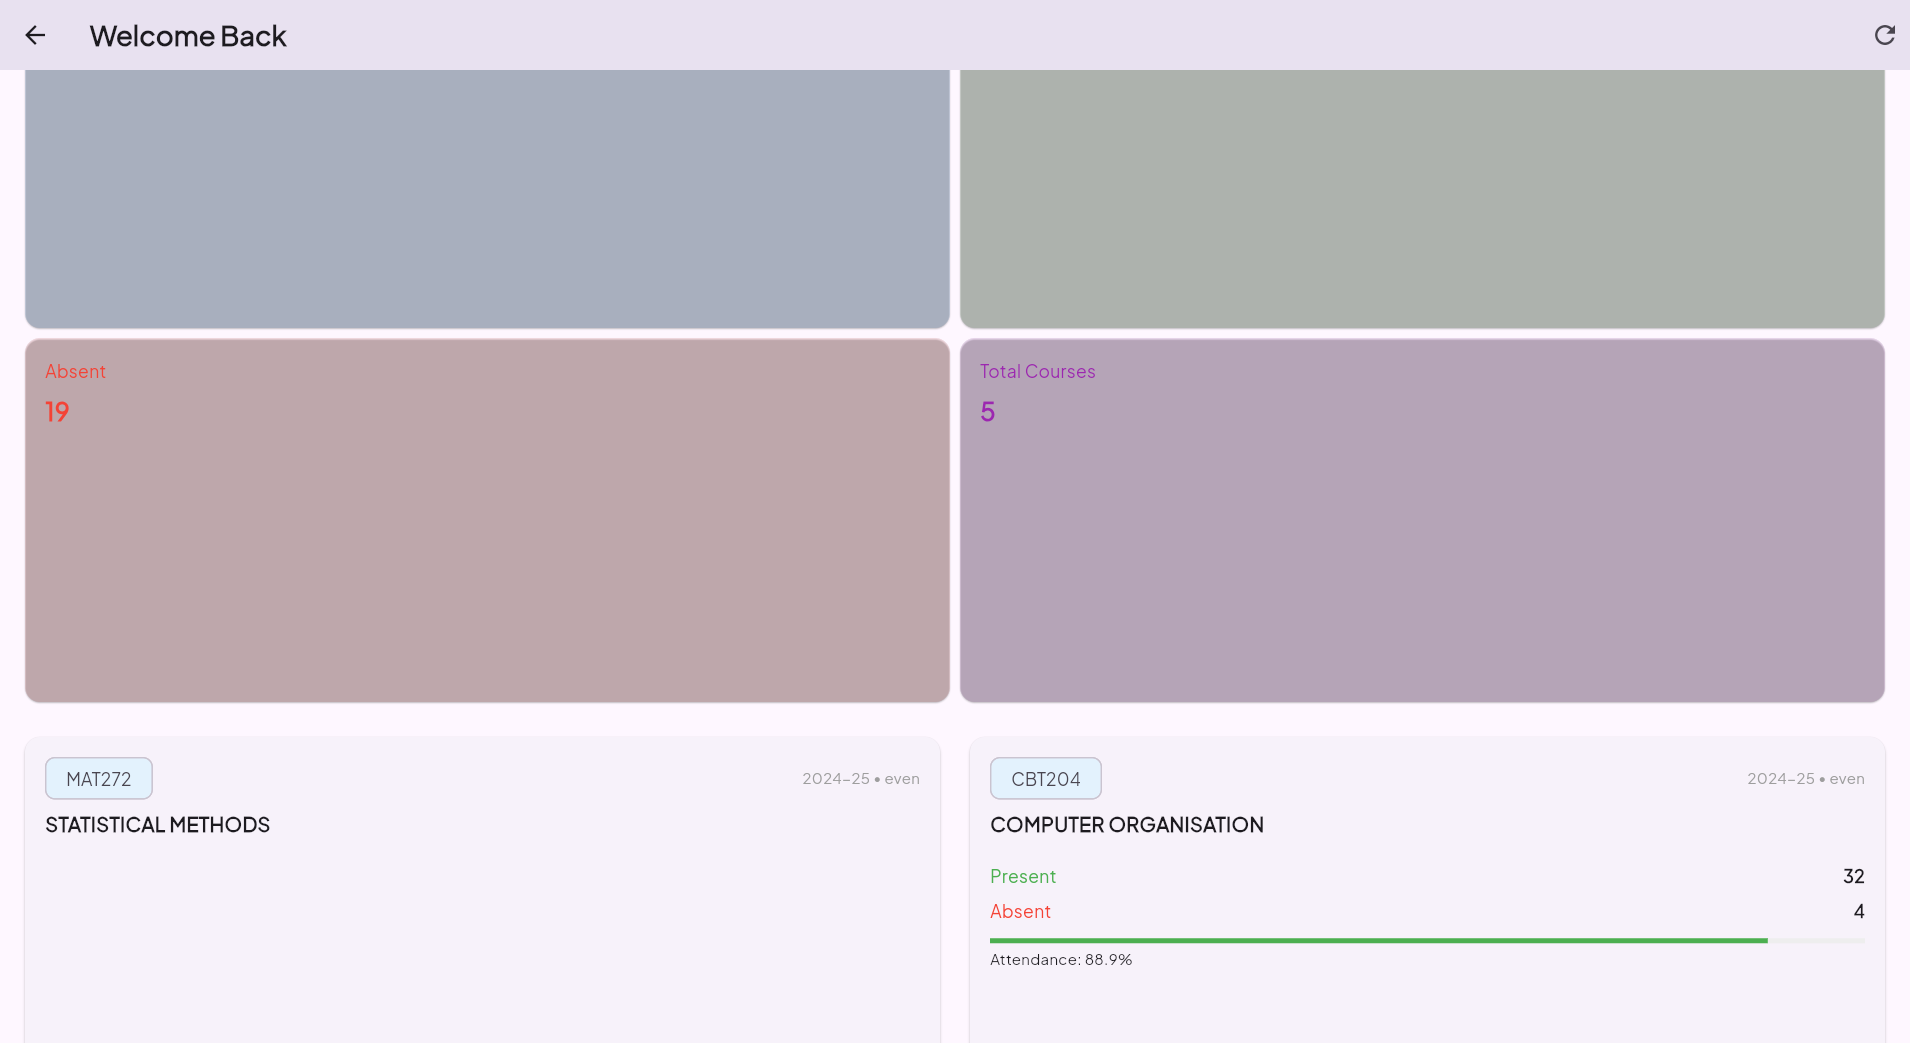 Welcome Back
Absent
19
Total Courses
5
MAT272
2024-25 • even
STATISTICAL METHODS
CBT204
2024-25 • even
COMPUTER ORGANISATION
Present 32
Absent 4
Attendance: 88.9%